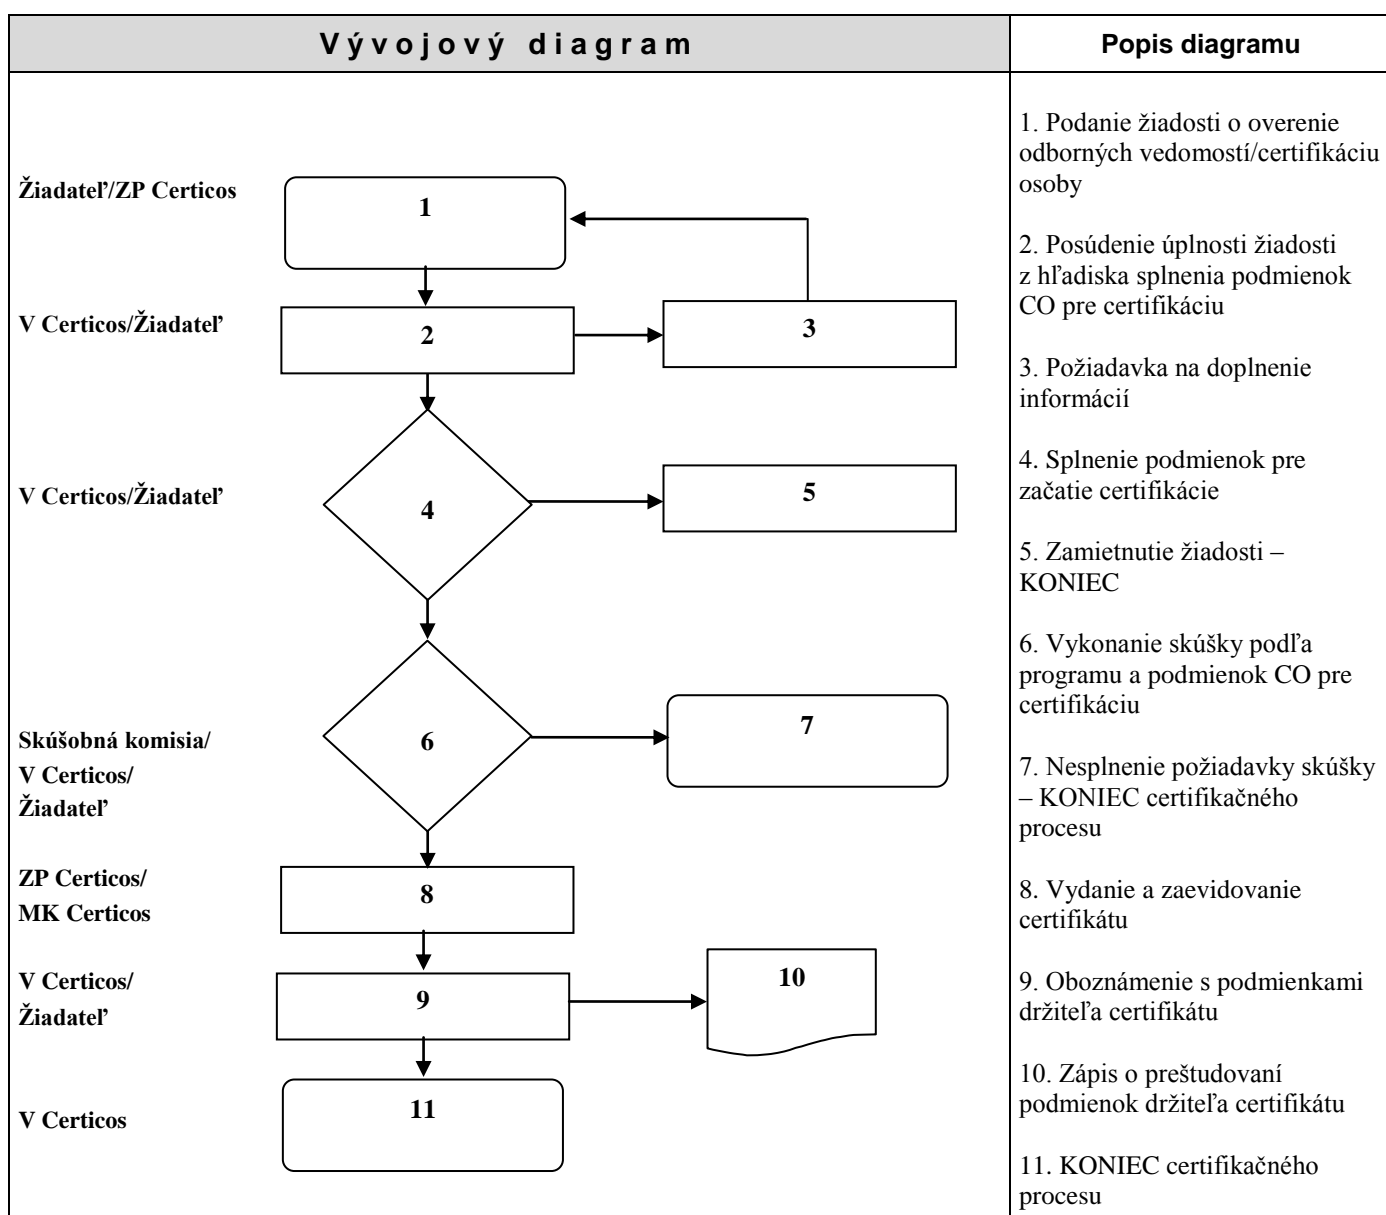 Vývojový diagram
Popis diagramu
Žiadateľ/ZP Certicos
V Certicos/Žiadateľ
V Certicos/Žiadateľ
Skúšobná komisia/
V Certicos/
Žiadateľ
ZP Certicos/
MK Certicos
V Certicos/
Žiadateľ
V Certicos
1
2
3
4
5
6
7
8
9
10
11
1. Podanie žiadosti o overenie
odborných vedomostí/certifikáciu
osoby
2. Posúdenie úplnosti žiadosti
z hľadiska splnenia podmienok
CO pre certifikáciu
3. Požiadavka na doplnenie
informácií
4. Splnenie podmienok pre
začatie certifikácie
5. Zamietnutie žiadosti –
KONIEC
6. Vykonanie skúšky podľa
programu a podmienok CO pre
certifikáciu
7. Nesplnenie požiadavky skúšky
– KONIEC certifikačného
procesu
8. Vydanie a zaevidovanie
certifikátu
9. Oboznámenie s podmienkami
držiteľa certifikátu
10. Zápis o preštudovaní
podmienok držiteľa certifikátu
11. KONIEC certifikačného
procesu